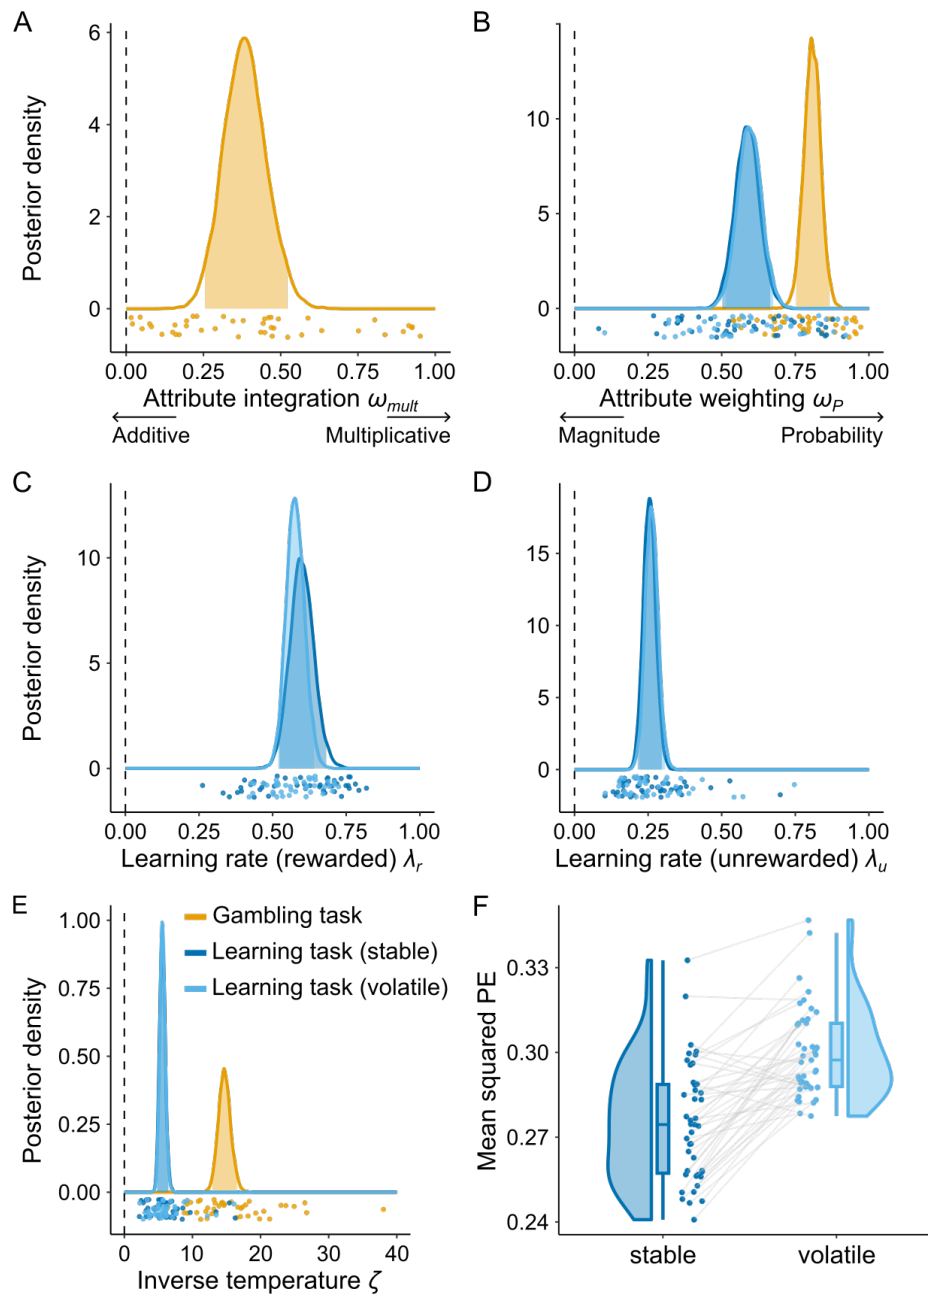 A
Posterior density
6
4
2
0
0.00 0.25 0.50 0.75 1.00
Attribute integration ω_mult
Additive
Multiplicative
B
10
5
0
0.00 0.25 0.50 0.75 1.00
Attribute weighting ω_P
Magnitude
Probability
C
Posterior density
10
5
0
0.00 0.25 0.50 0.75 1.00
Learning rate (rewarded) λ_r
D
15
10
5
0
0.00 0.25 0.50 0.75 1.00
Learning rate (unrewarded) λ_u
E
Posterior density
1.00
0.75
0.50
0.25
0.00
Gambling task
Learning task (stable)
Learning task (volatile)
0 10 20 30 40
Inverse temperature ζ
F
Mean squared PE
0.33
0.30
0.27
0.24
stable volatile